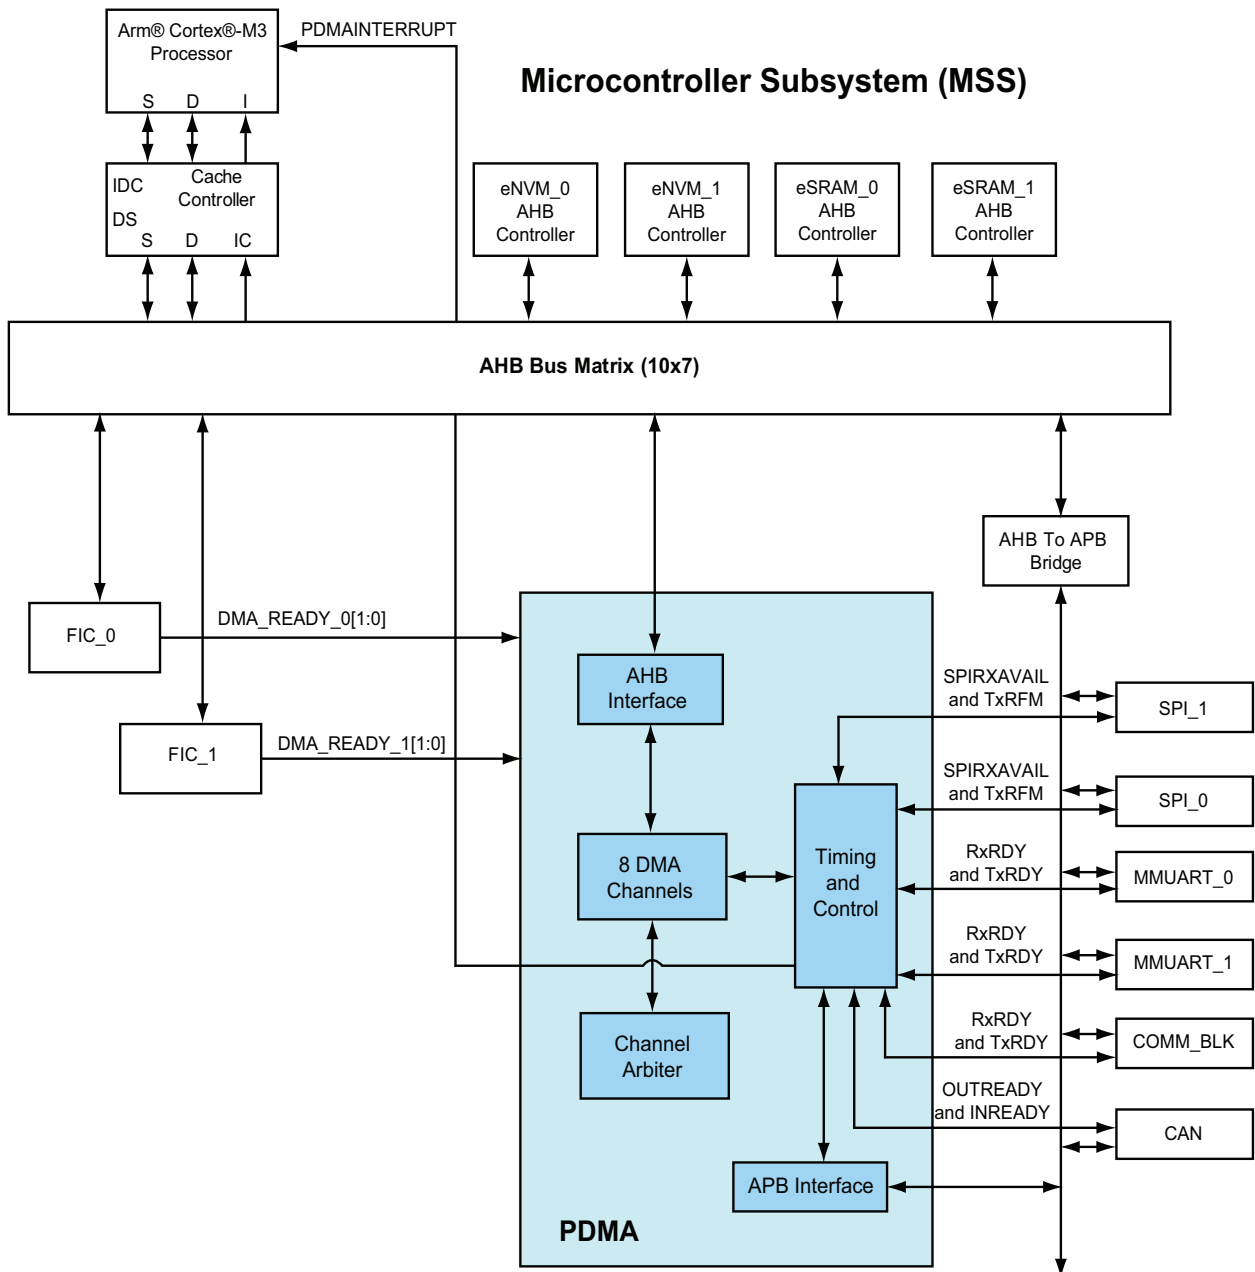 Arm® Cortex®-M3
Processor
S D I
PDMAINTERRUPT
Microcontroller Subsystem (MSS)
IDC
Cache
Controller
DS
S D IC
eNVM_0
AHB
Controller
eNVM_1
AHB
Controller
eSRAM_0
AHB
Controller
eSRAM_1
AHB
Controller
AHB Bus Matrix (10x7)
AHB To APB
Bridge
FIC_0
DMA_READY_0[1:0]
FIC_1
DMA_READY_1[1:0]
AHB
Interface
8 DMA
Channels
Channel
Arbiter
Timing
and
Control
APB Interface
PDMA
SPIRXAVAIL
and TxRFM
SPI_1
SPIRXAVAIL
and TxRFM
SPI_0
RxRDY
and TxRDY
MMUART_0
RxRDY
and TxRDY
MMUART_1
RxRDY
and TxRDY
COMM_BLK
OUTREADY
and INREADY
CAN